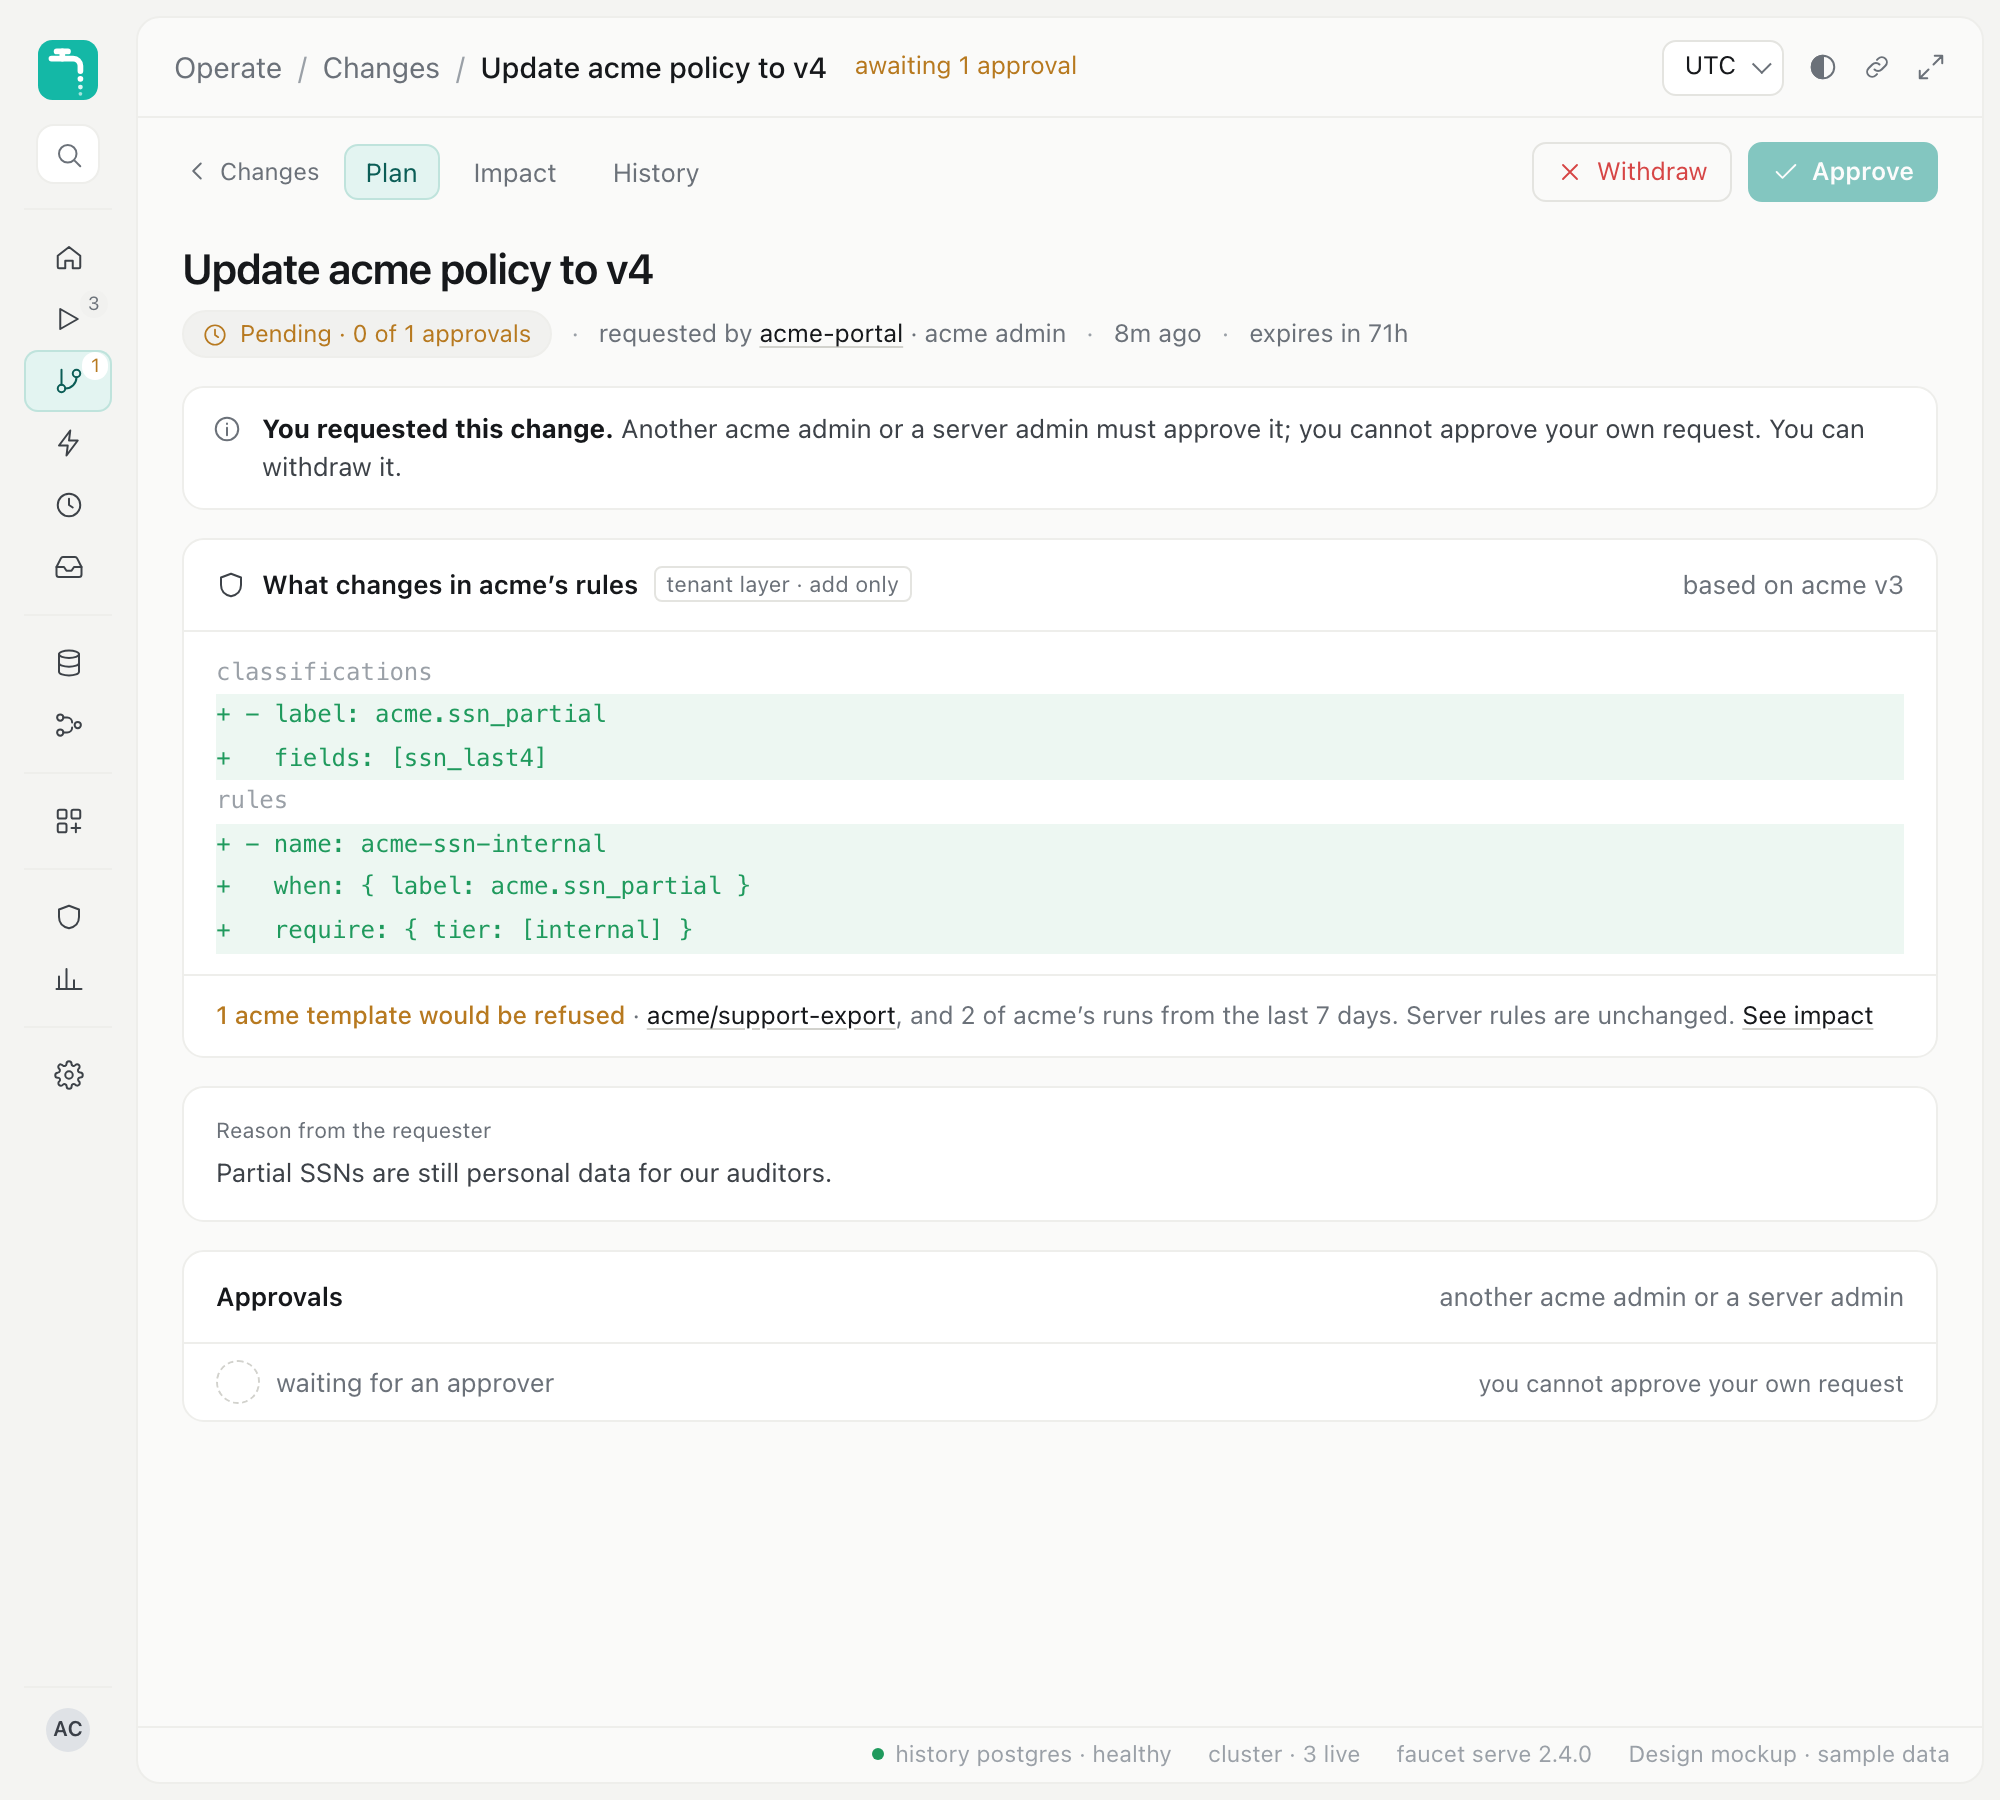 Operate / Changes / Update acme policy to v4 awaiting 1 approval UTC
Changes Plan Impact History Withdraw Approve
Update acme policy to v4
Pending · 0 of 1 approvals · requested by acme-portal · acme admin · 8m ago · expires in 71h
3
1
You requested this change. Another acme admin or a server admin must approve it; you cannot approve your own request. You can
withdraw it.
What changes in acme’s rules tenant layer · add only based on acme v3
classifications
+ - label: acme.ssn_partial
+   fields: [ssn_last4]
rules
+ - name: acme-ssn-internal
+   when: { label: acme.ssn_partial }
+   require: { tier: [internal] }
1 acme template would be refused · acme/support-export, and 2 of acme’s runs from the last 7 days. Server rules are unchanged. See impact
Reason from the requester
Partial SSNs are still personal data for our auditors.
Approvals another acme admin or a server admin
waiting for an approver you cannot approve your own request
AC
history postgres · healthy cluster · 3 live faucet serve 2.4.0 Design mockup · sample data